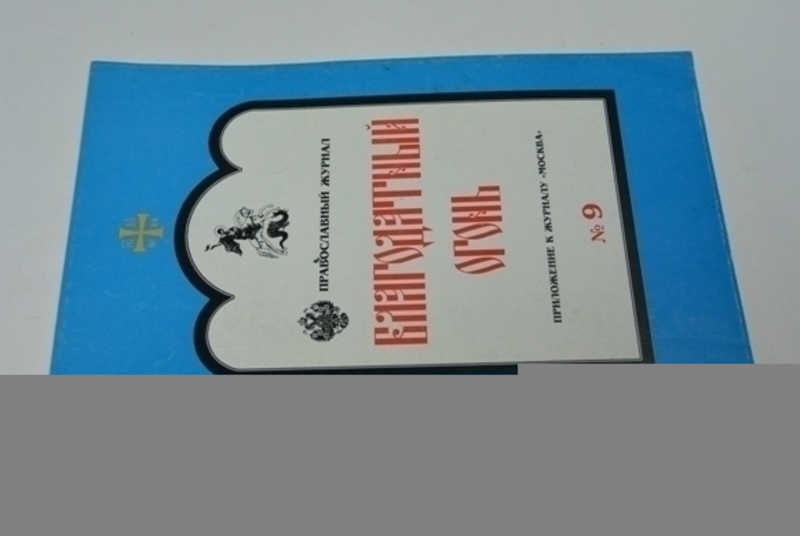 ПРАВОСЛАВНЫЙ ЖУРНАЛ
БЛАГОДАТНЫЙ
ОГОНЬ
ПРИЛОЖЕНИЕ К ЖУРНАЛУ «МОСКВА»
№ 9